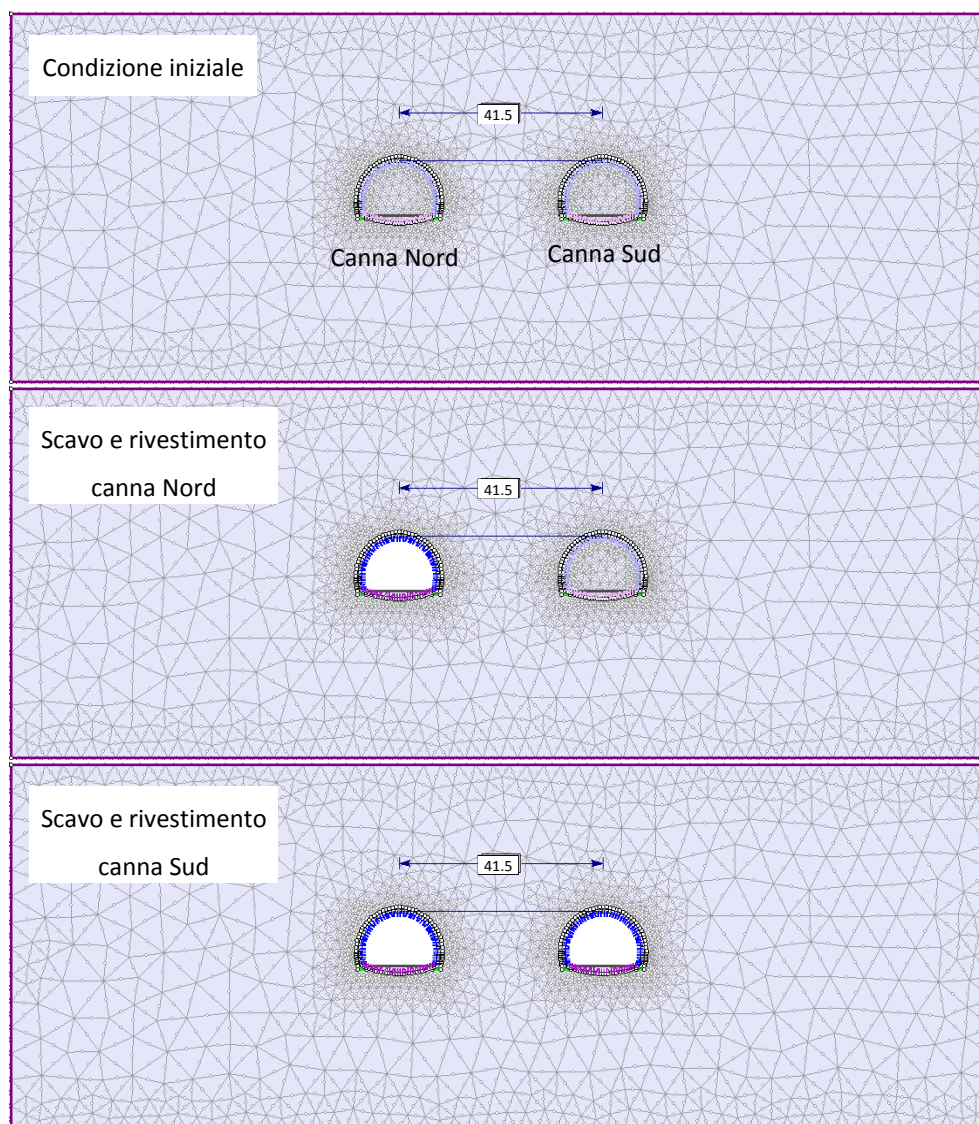 Condizione iniziale
41.5
Canna Nord
Canna Sud
Scavo e rivestimento
canna Nord
41.5
Scavo e rivestimento
canna Sud
41.5